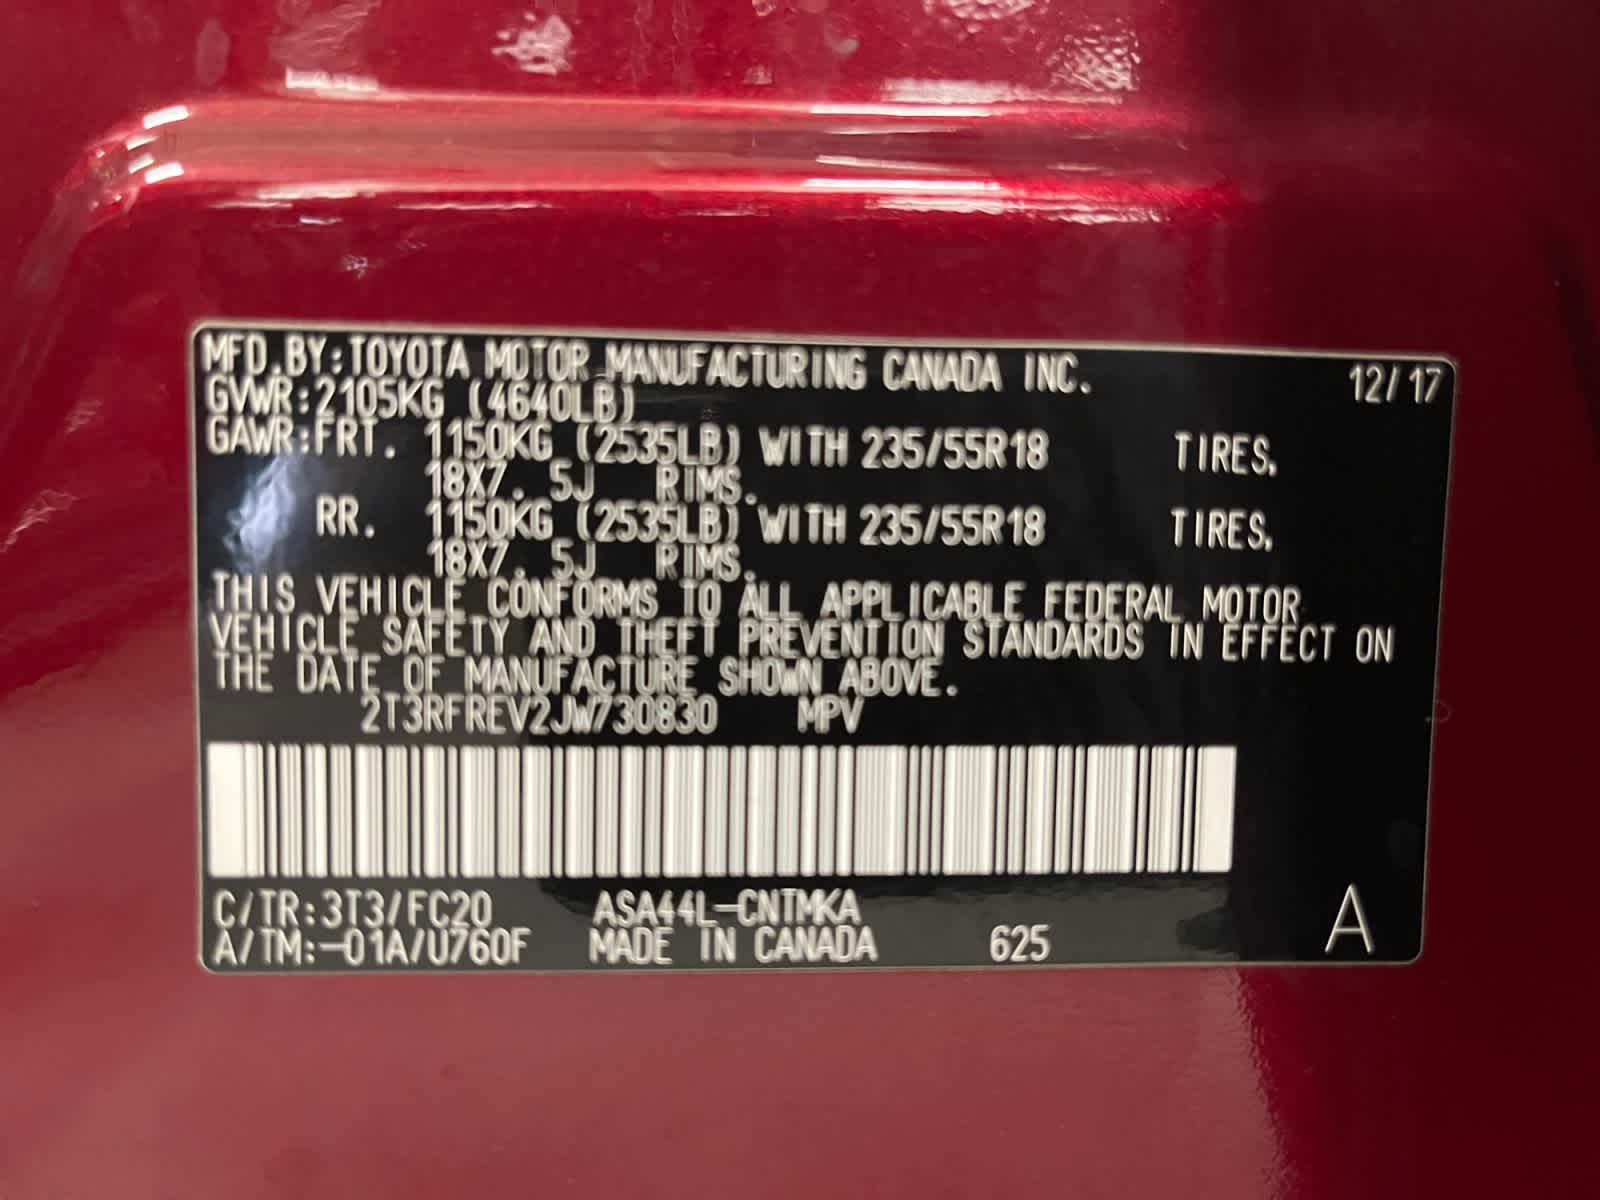 MFD.BY:TOYOTA MOTOR MANUFACTURING CANADA INC. 12/17
GVWR:2105KG (4640LB)
GAWR:FRT. 1150KG (2535LB) WITH 235/55R18 TIRES,
18X7.5J RIMS.
RR. 1150KG (2535LB) WITH 235/55R18 TIRES,
18X7.5J RIMS.
THIS VEHICLE CONFORMS TO ALL APPLICABLE FEDERAL MOTOR
VEHICLE SAFETY AND THEFT PREVENTION STANDARDS IN EFFECT ON
THE DATE OF MANUFACTURE SHOWN ABOVE.
2T3RFREV2JW730830 MPV
C/TR:3T3/FC20 ASA44L-CNTMKA
A/TM:-01A/U760F MADE IN CANADA 625 A